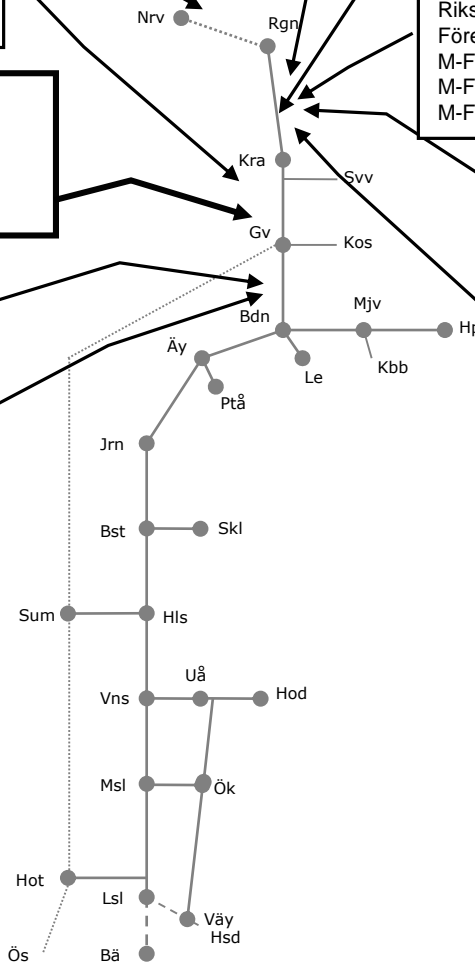 Riks
Nrv
Rgn
Före
M-F
M-F
M-F
Kra
Svv
Gv
Kos
Bdn
Mjv
Hp
Äy
Kbb
Le
Ptå
Jrn
Bst
Skl
Sum
Hls
Uå
Vns
Hod
Msl
Ök
Hot
Lsl
Väy
Hsd
Ös
Bä